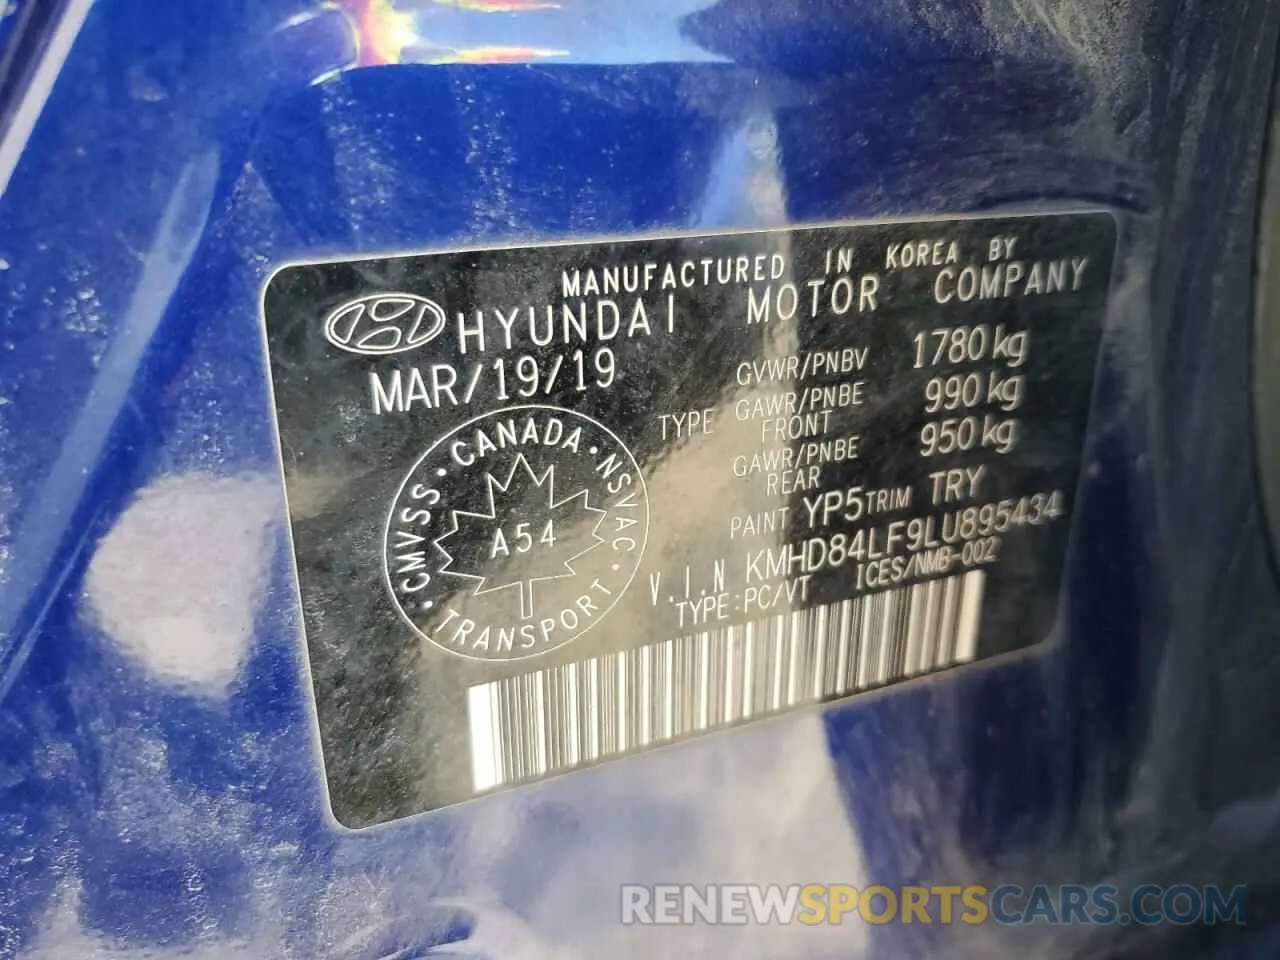 MANUFACTURED IN KOREA BY
HYUNDAI MOTOR COMPANY
MAR/19/19
GVWR/PNBV 1780 kg
TYPE GAWR/PNBE FRONT 990 kg
GAWR/PNBE REAR 950 kg
PAINT YP5 TRIM TRY
V.I.N KMHD84LF9LU895434
TYPE:PC/VT ICES/NMB-002
CMVSS · CANADA · NSVAC · TRANSPORT ·
A54
RENEWSPORTSCARS.COM